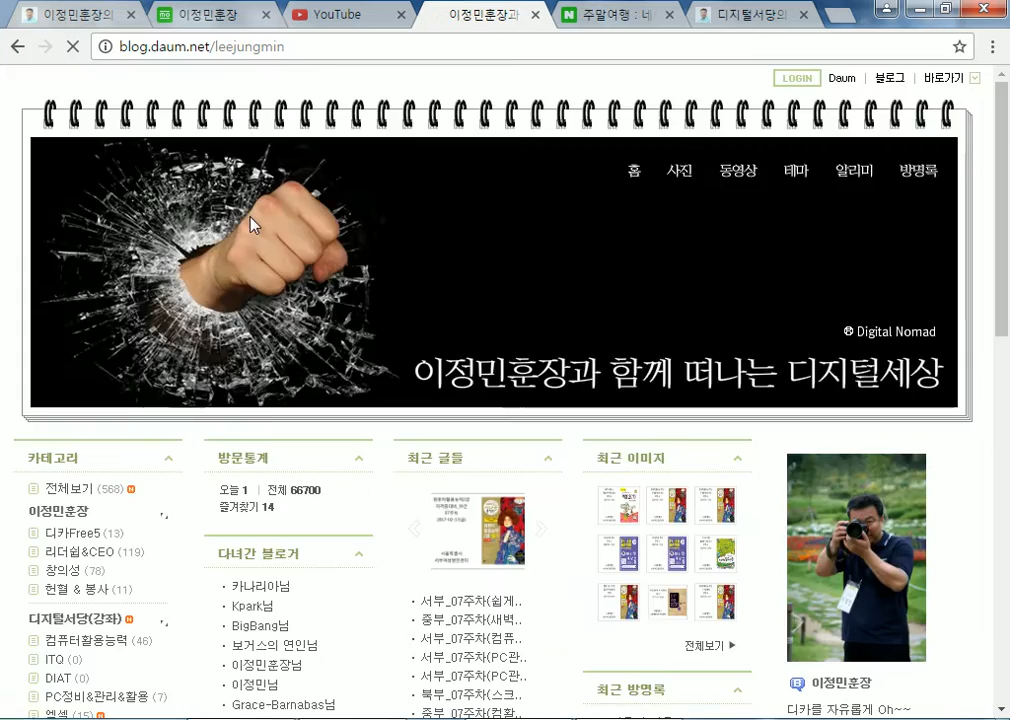 이정민훈장의
이정민훈장
YouTube
이정민훈장과
주말여행 : 네
디지털서당의
blog.daum.net/leejungmin
LOGIN Daum | 블로그 | 바로가기
홈 사진 동영상 테마 알리미 방명록
Digital Nomad
이정민훈장과 함께 떠나는 디지털세상
카테고리
전체보기 (568) N
이정민훈장
디카Free5 (13)
리더쉽&CEO (119)
창의성 (78)
헌혈 & 봉사 (11)
디지털서당(강좌) N
컴퓨터활용능력 (46)
ITQ (0)
DIAT (0)
PC정비&관리&활용 (7)
엑셀 (15) N
방문통계
오늘 1 | 전체 66700
즐겨찾기 14
다녀간 블로거
· 카나리아님
· Kpark님
· BigBang님
· 보거스의 연인님
· 이정민훈장님
· 이정민님
· Grace-Barnabas님
최근 글들
· 서부_07주차(쉽게..
· 중부_07주차(새벽..
· 서부_07주차(컴퓨..
· 서부_07주차(PC관..
· 서부_07주차(PC관..
· 북부_07주차(스크..
· 중부_02주차(컴활..
최근 이미지
전체보기 ▶
최근 방명록
이정민훈장
디카를 자유롭게 Oh~~